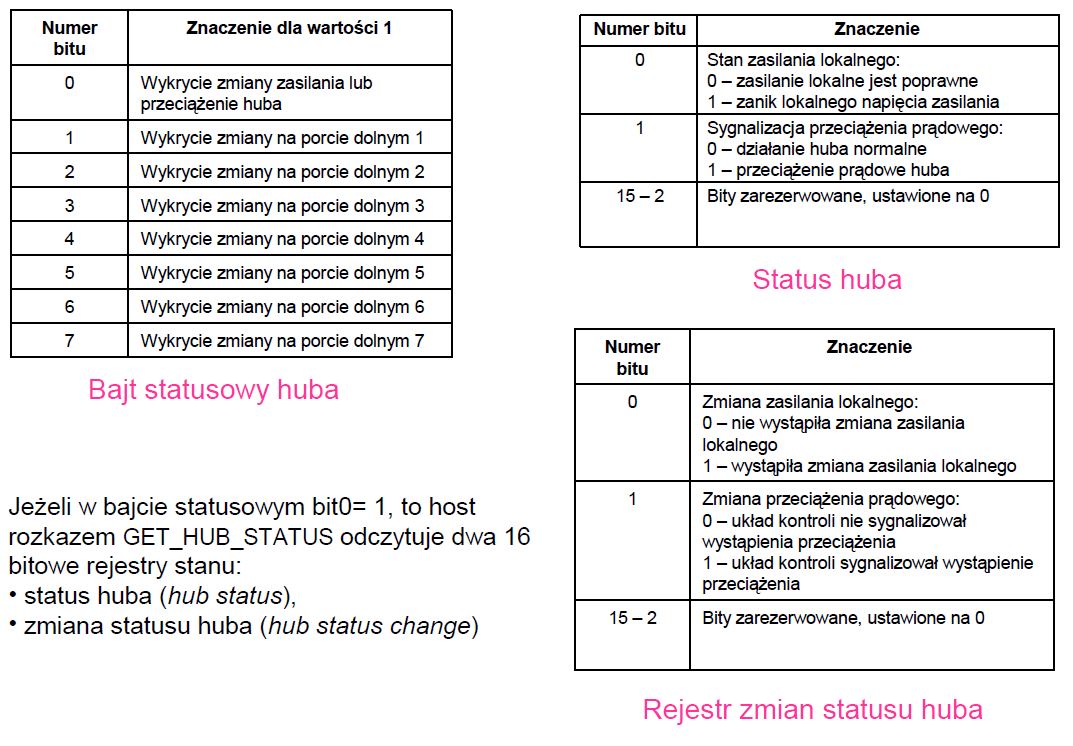 Numer
bitu
Znaczenie dla wartości 1
0
Wykrycie zmiany zasilania lub
przeciążenie huba
1
Wykrycie zmiany na porcie dolnym 1
2
Wykrycie zmiany na porcie dolnym 2
3
Wykrycie zmiany na porcie dolnym 3
4
Wykrycie zmiany na porcie dolnym 4
5
Wykrycie zmiany na porcie dolnym 5
6
Wykrycie zmiany na porcie dolnym 6
7
Wykrycie zmiany na porcie dolnym 7
Bajt statusowy huba
Jeżeli w bajcie statusowym bit0= 1, to host
rozkazem GET_HUB_STATUS odczytuje dwa 16
bitowe rejestry stanu:
• status huba (hub status),
• zmiana statusu huba (hub status change)
Numer bitu
Znaczenie
0
Stan zasilania lokalnego:
0 – zasilanie lokalne jest poprawne
1 – zanik lokalnego napięcia zasilania
1
Sygnalizacja przeciążenia prądowego:
0 – działanie huba normalne
1 – przeciążenie prądowe huba
15 – 2
Bity zarezerwowane, ustawione na 0
Status huba
Numer
bitu
Znaczenie
0
Zmiana zasilania lokalnego:
0 – nie wystąpiła zmiana zasilania
lokalnego
1 – wystąpiła zmiana zasilania lokalnego
1
Zmiana przeciążenia prądowego:
0 – układ kontroli nie sygnalizował
wystąpienia przeciążenia
1 – układ kontroli sygnalizował wystąpienie
przeciążenia
15 – 2
Bity zarezerwowane, ustawione na 0
Rejestr zmian statusu huba